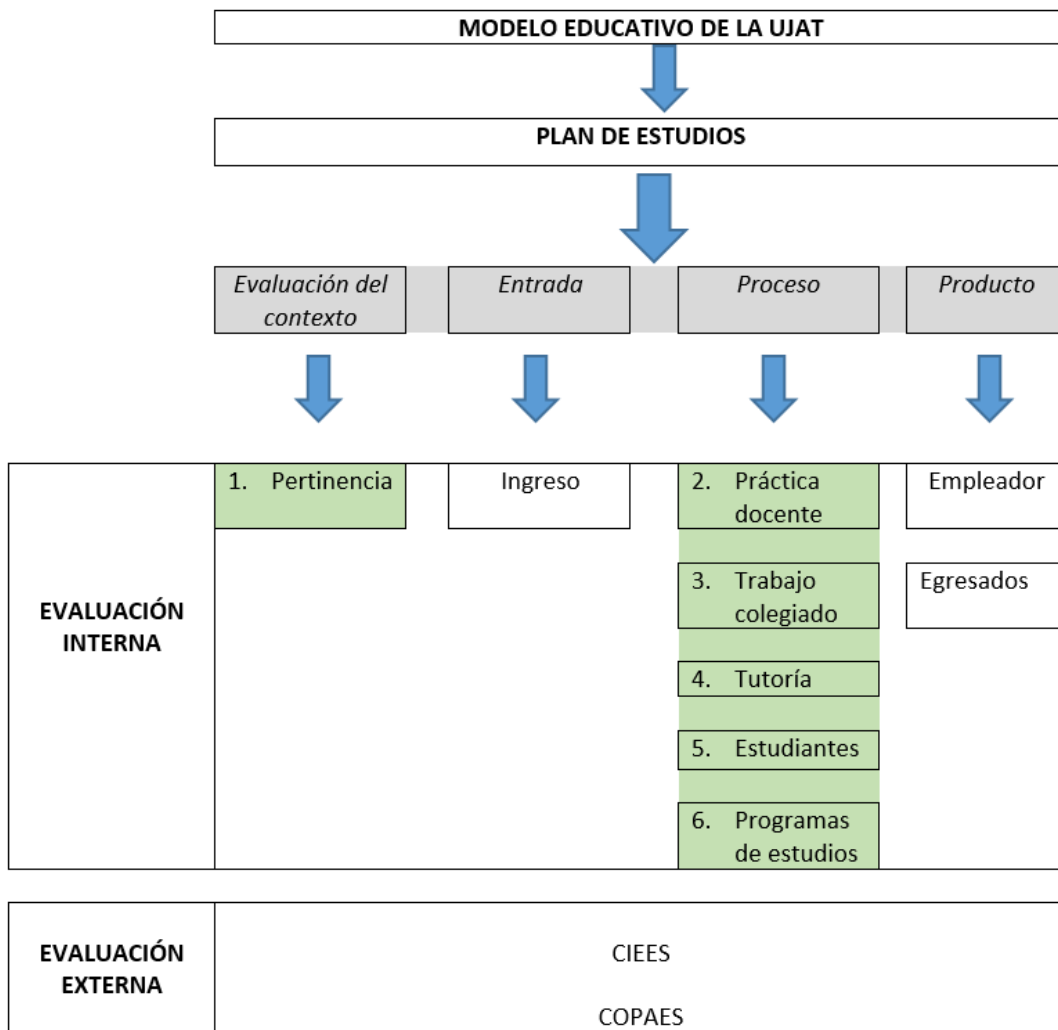 MODELO EDUCATIVO DE LA UJAT
PLAN DE ESTUDIOS
Evaluación del
contexto
Entrada
Proceso
Producto
EVALUACIÓN
INTERNA
1. Pertinencia
Ingreso
2. Práctica
docente
3. Trabajo
colegiado
4. Tutoría
5. Estudiantes
6. Programas
de estudios
Empleador
Egresados
EVALUACIÓN
EXTERNA
CIEES
COPAES